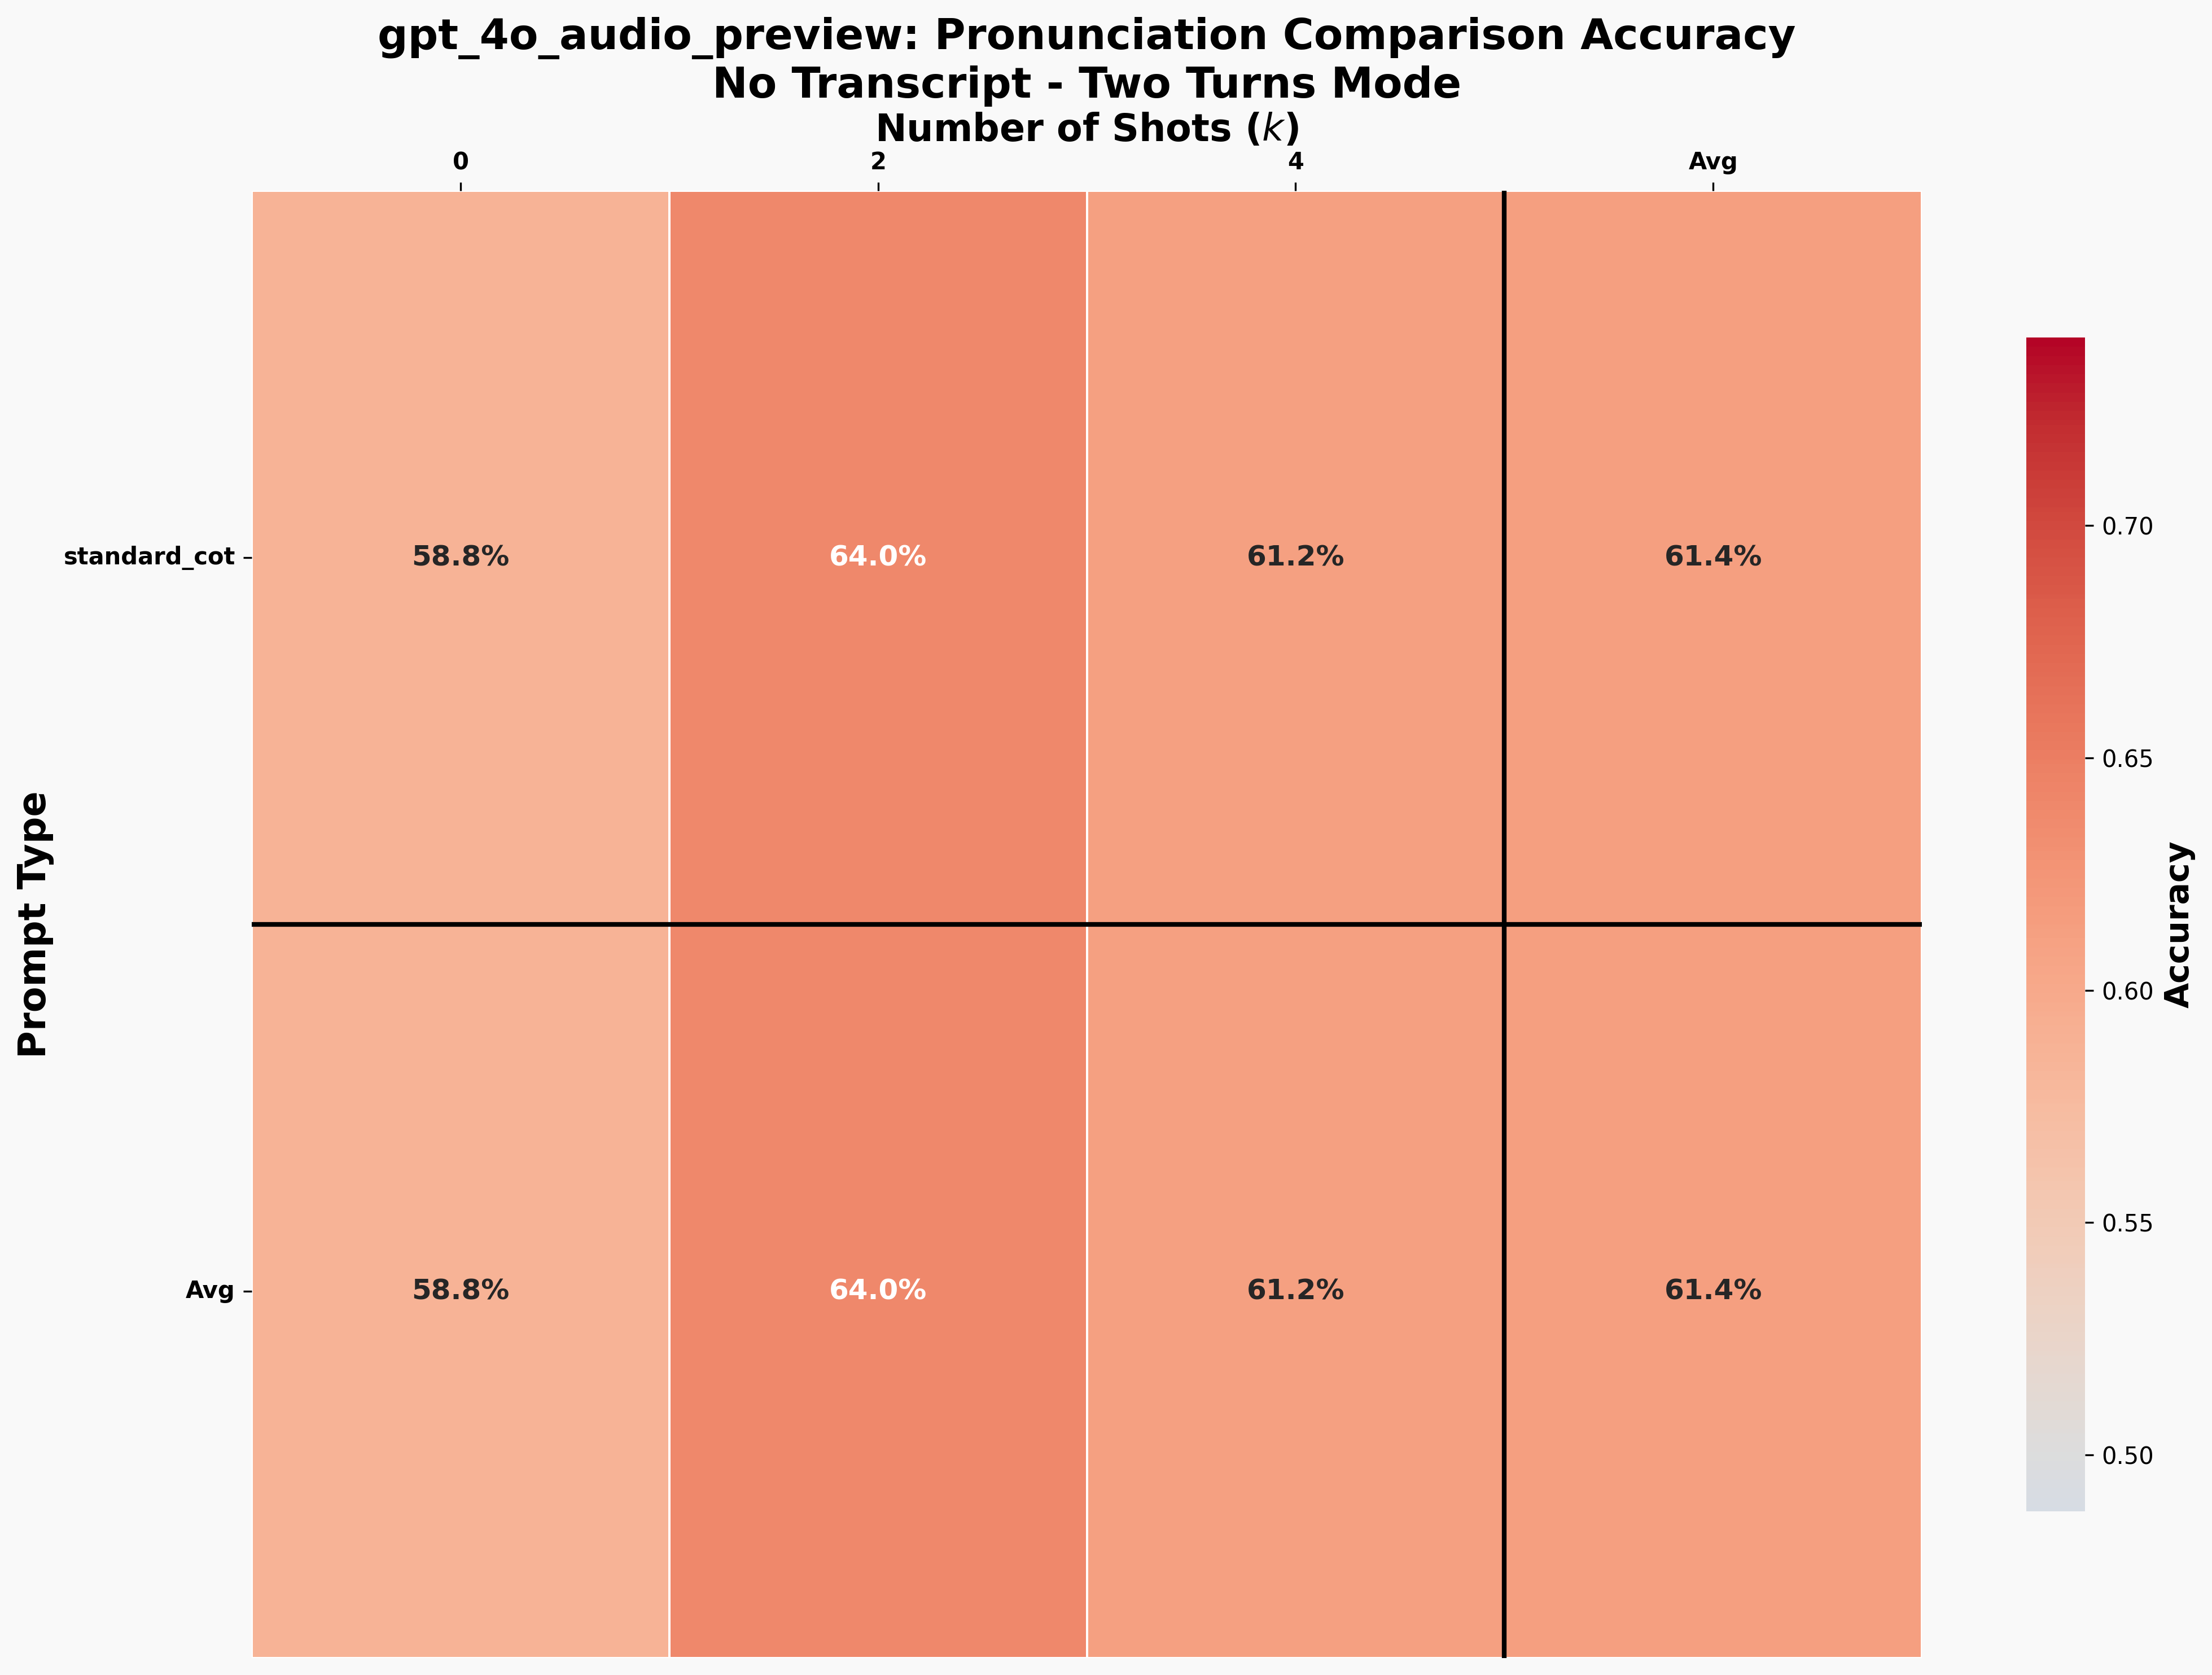 gpt_4o_audio_preview: Pronunciation Comparison Accuracy
No Transcript - Two Turns Mode
Number of Shots (k)
0 2 4 Avg
standard_cot 58.8% 64.0% 61.2% 61.4%
Avg 58.8% 64.0% 61.2% 61.4%
Prompt Type
0.70
0.65
0.60
0.55
0.50
Accuracy